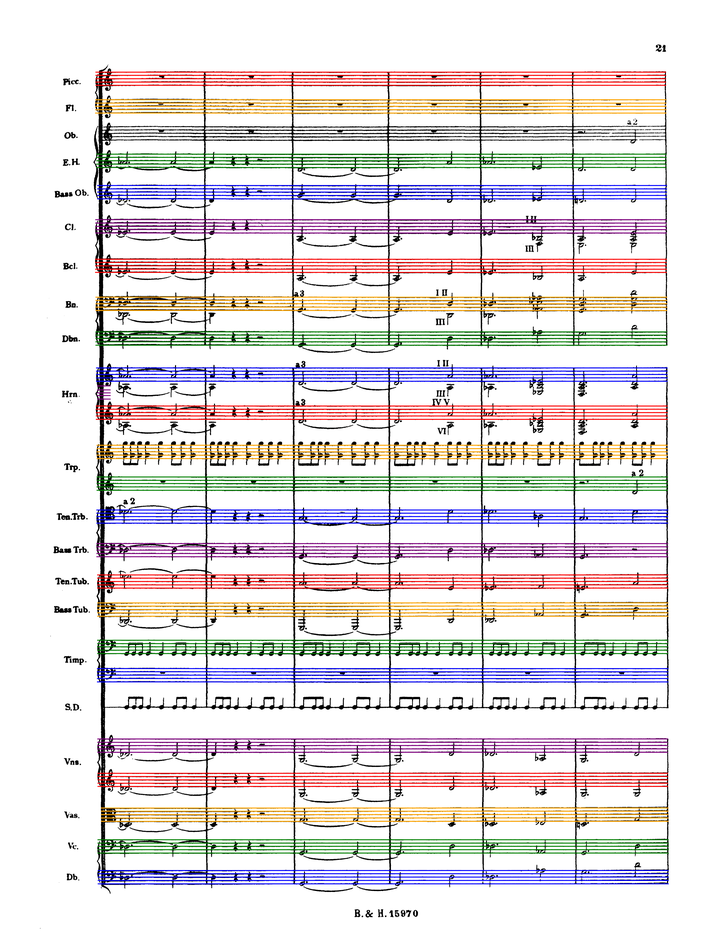 21
Picc.
Fl.
Ob.
a 2
E.H.
Bass Ob.
Cl.
I II
III
Bcl.
Bn.
a 3
I II
III
Dbn.
a 3
I II
Hrn.
III
a 3
IV V
VI
Trp.
a 2
a 2
Ten.Trb.
Bass Trb.
Ten.Tub.
Bass Tub.
Timp.
S.D.
Vns.
Vas.
Vc.
Db.
B. & H. 15970